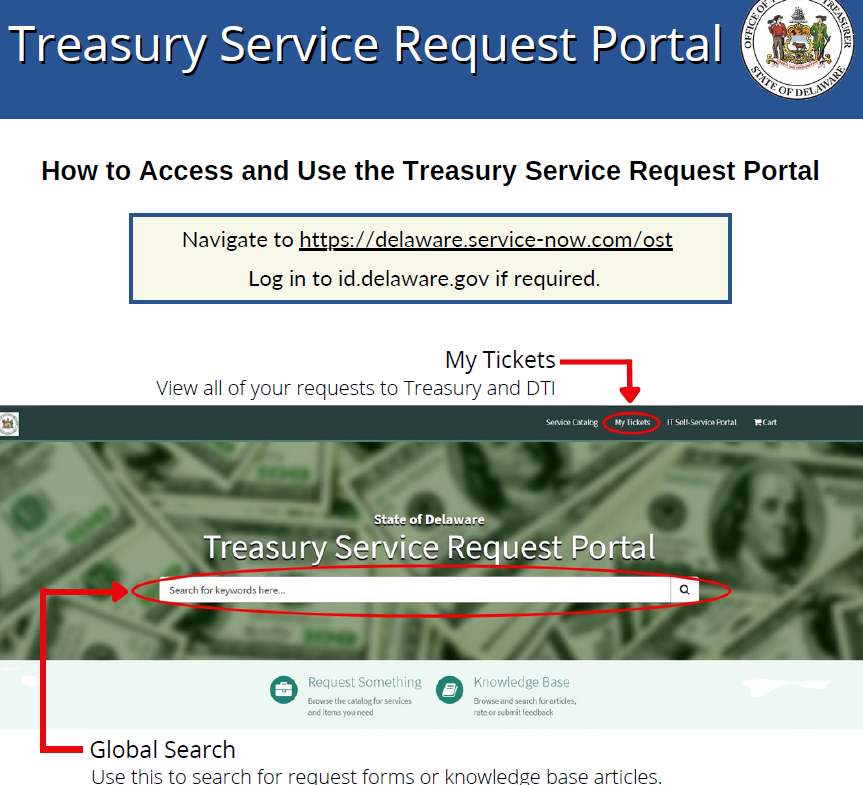 Treasury Service Request Portal
OFFICE OF THE TREASURER
STATE OF DELAWARE
How to Access and Use the Treasury Service Request Portal
Navigate to https://delaware.service-now.com/ost
Log in to id.delaware.gov if required.
My Tickets
View all of your requests to Treasury and DTI
Service Catalog My Tickets IT Self-Service Portal Cart
State of Delaware
Treasury Service Request Portal
Search for keywords here...
Request Something
Browse the catalog for services
and items you need
Knowledge Base
Browse and search for articles,
rate or submit feedback
Global Search
Use this to search for request forms or knowledge base articles.